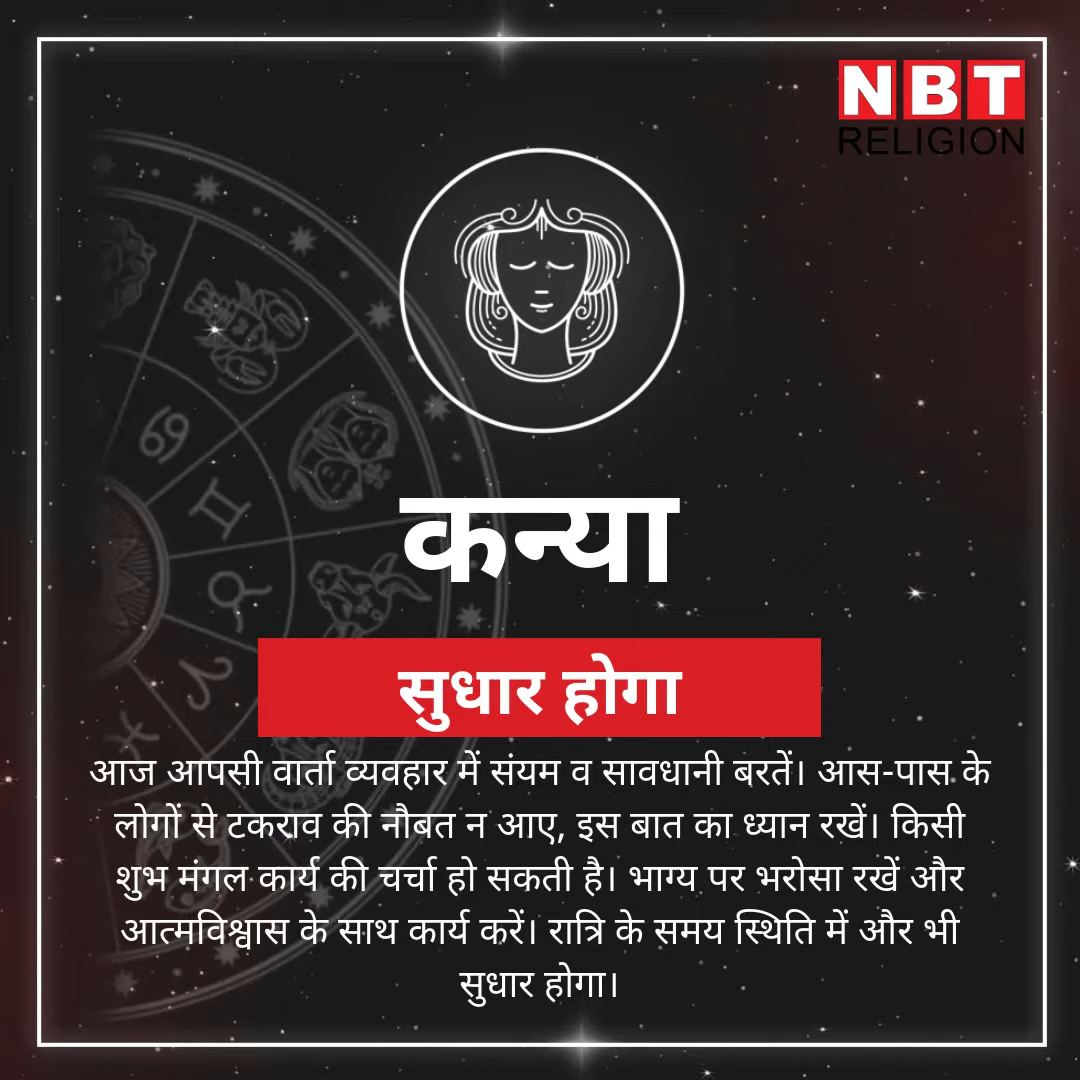 NBT
RELIGION
कन्या
सुधार होगा
आज आपसी वार्ता व्यवहार में संयम व सावधानी बरतें। आस-पास के
लोगों से टकराव की नौबत न आए, इस बात का ध्यान रखें। किसी
शुभ मंगल कार्य की चर्चा हो सकती है। भाग्य पर भरोसा रखें और
आत्मविश्वास के साथ कार्य करें। रात्रि के समय स्थिति में और भी
सुधार होगा।